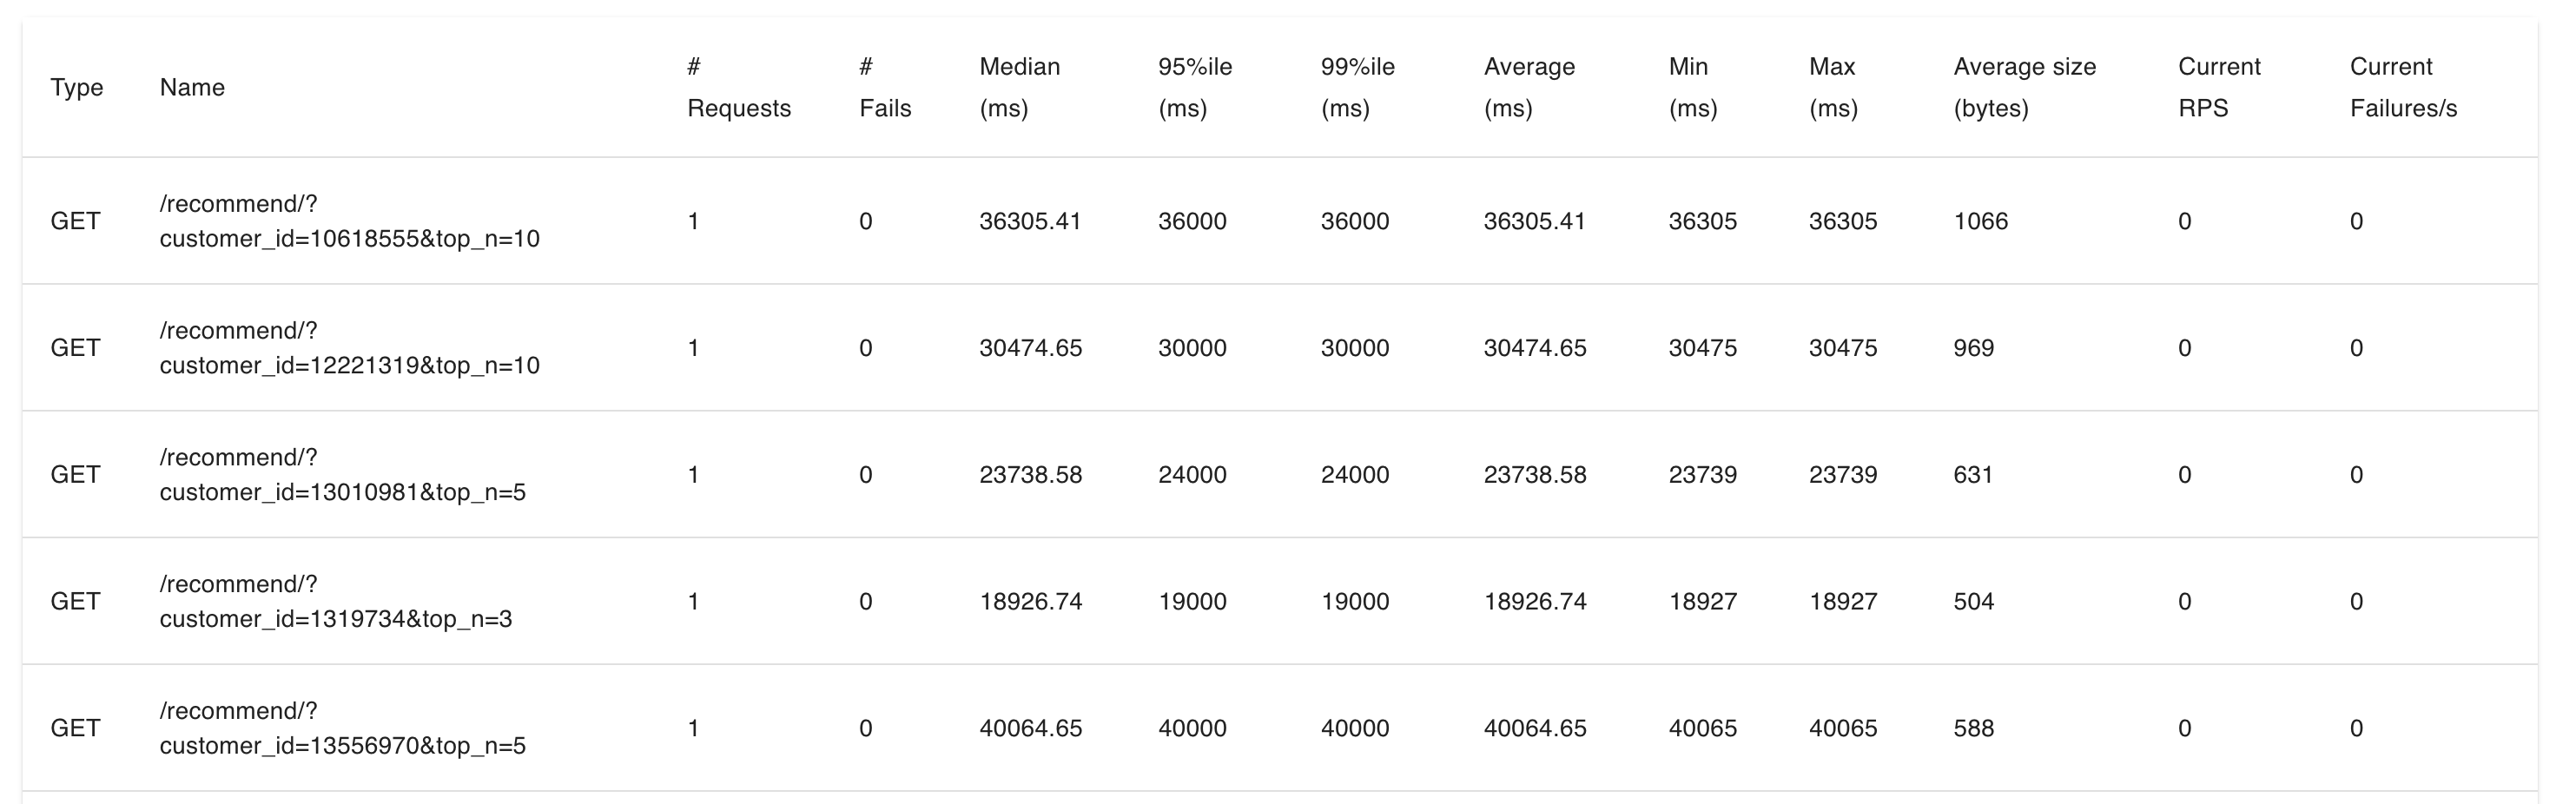 Type Name # Requests # Fails Median (ms) 95%ile (ms) 99%ile (ms) Average (ms) Min (ms) Max (ms) Average size (bytes) Current RPS Current Failures/s
GET /recommend/?customer_id=10618555&top_n=10 1 0 36305.41 36000 36000 36305.41 36305 36305 1066 0 0
GET /recommend/?customer_id=12221319&top_n=10 1 0 30474.65 30000 30000 30474.65 30475 30475 969 0 0
GET /recommend/?customer_id=13010981&top_n=5 1 0 23738.58 24000 24000 23738.58 23739 23739 631 0 0
GET /recommend/?customer_id=1319734&top_n=3 1 0 18926.74 19000 19000 18926.74 18927 18927 504 0 0
GET /recommend/?customer_id=13556970&top_n=5 1 0 40064.65 40000 40000 40064.65 40065 40065 588 0 0